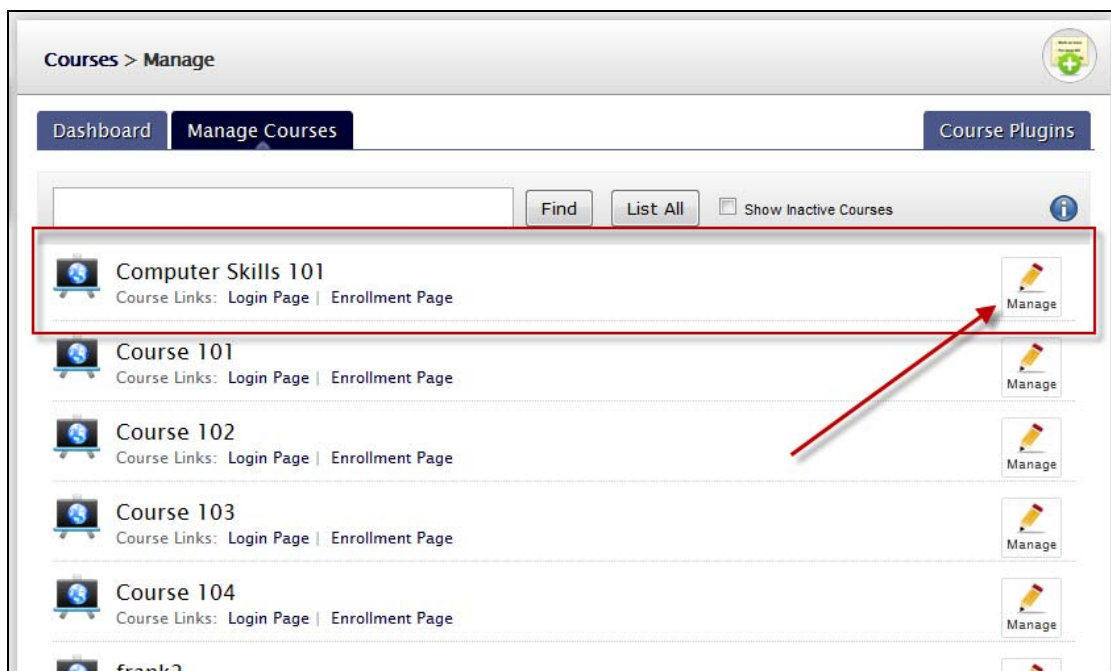 Courses > Manage
Dashboard
Manage Courses
Course Plugins
Find
List All
Show Inactive Courses
Computer Skills 101
Course Links: Login Page | Enrollment Page
Manage
Course 101
Course Links: Login Page | Enrollment Page
Manage
Course 102
Course Links: Login Page | Enrollment Page
Manage
Course 103
Course Links: Login Page | Enrollment Page
Manage
Course 104
Course Links: Login Page | Enrollment Page
Manage